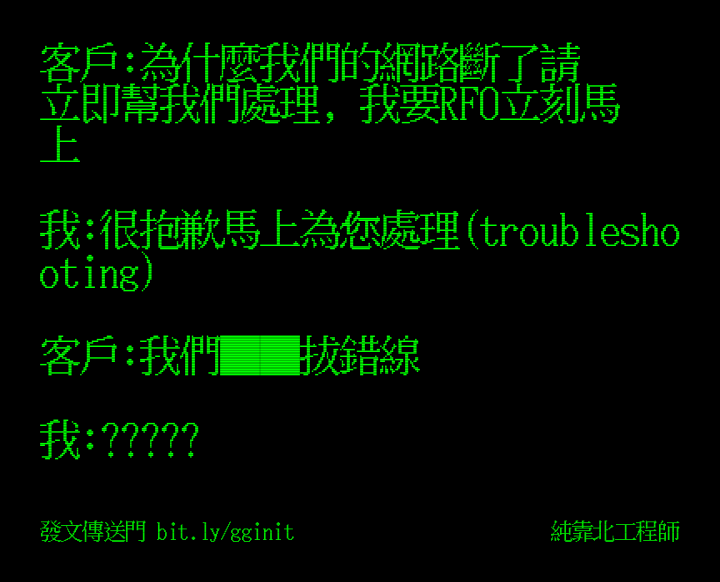 客戶:為什麼我們的網路斷了請
立即幫我們處理, 我要RFO立刻馬
上
我:很抱歉馬上為您處理(troublesho
oting)
客戶:我們▓▓▓▓拔錯線
我:?????
發文傳送門 bit.ly/gginit
純靠北工程師